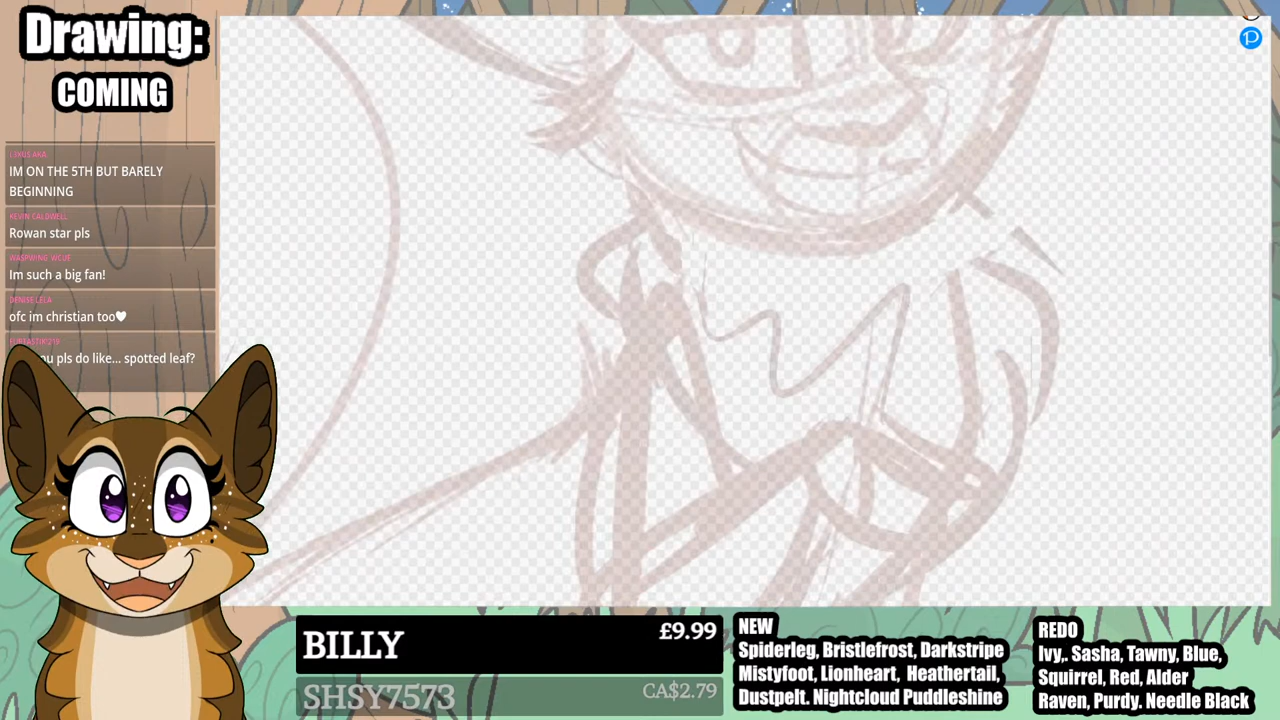 Drawing:
COMING
IM ON THE 5TH BUT BARELY
BEGINNING
KEVIN CALDWELL
Rowan star pls
WASPWING WCUE
Im such a big fan!
DENISE LELA
ofc im christian too♥
pls do like... spotted leaf?
BILLY
£9.99
SHSY7573
CA$2.79
NEW
Spiderleg, Bristlefrost, Darkstripe
Mistyfoot, Lionheart, Heathertail,
Dustpelt. Nightcloud Puddleshine
REDO
Ivy,. Sasha, Tawny, Blue,
Squirrel, Red, Alder
Raven, Purdy. Needle Black